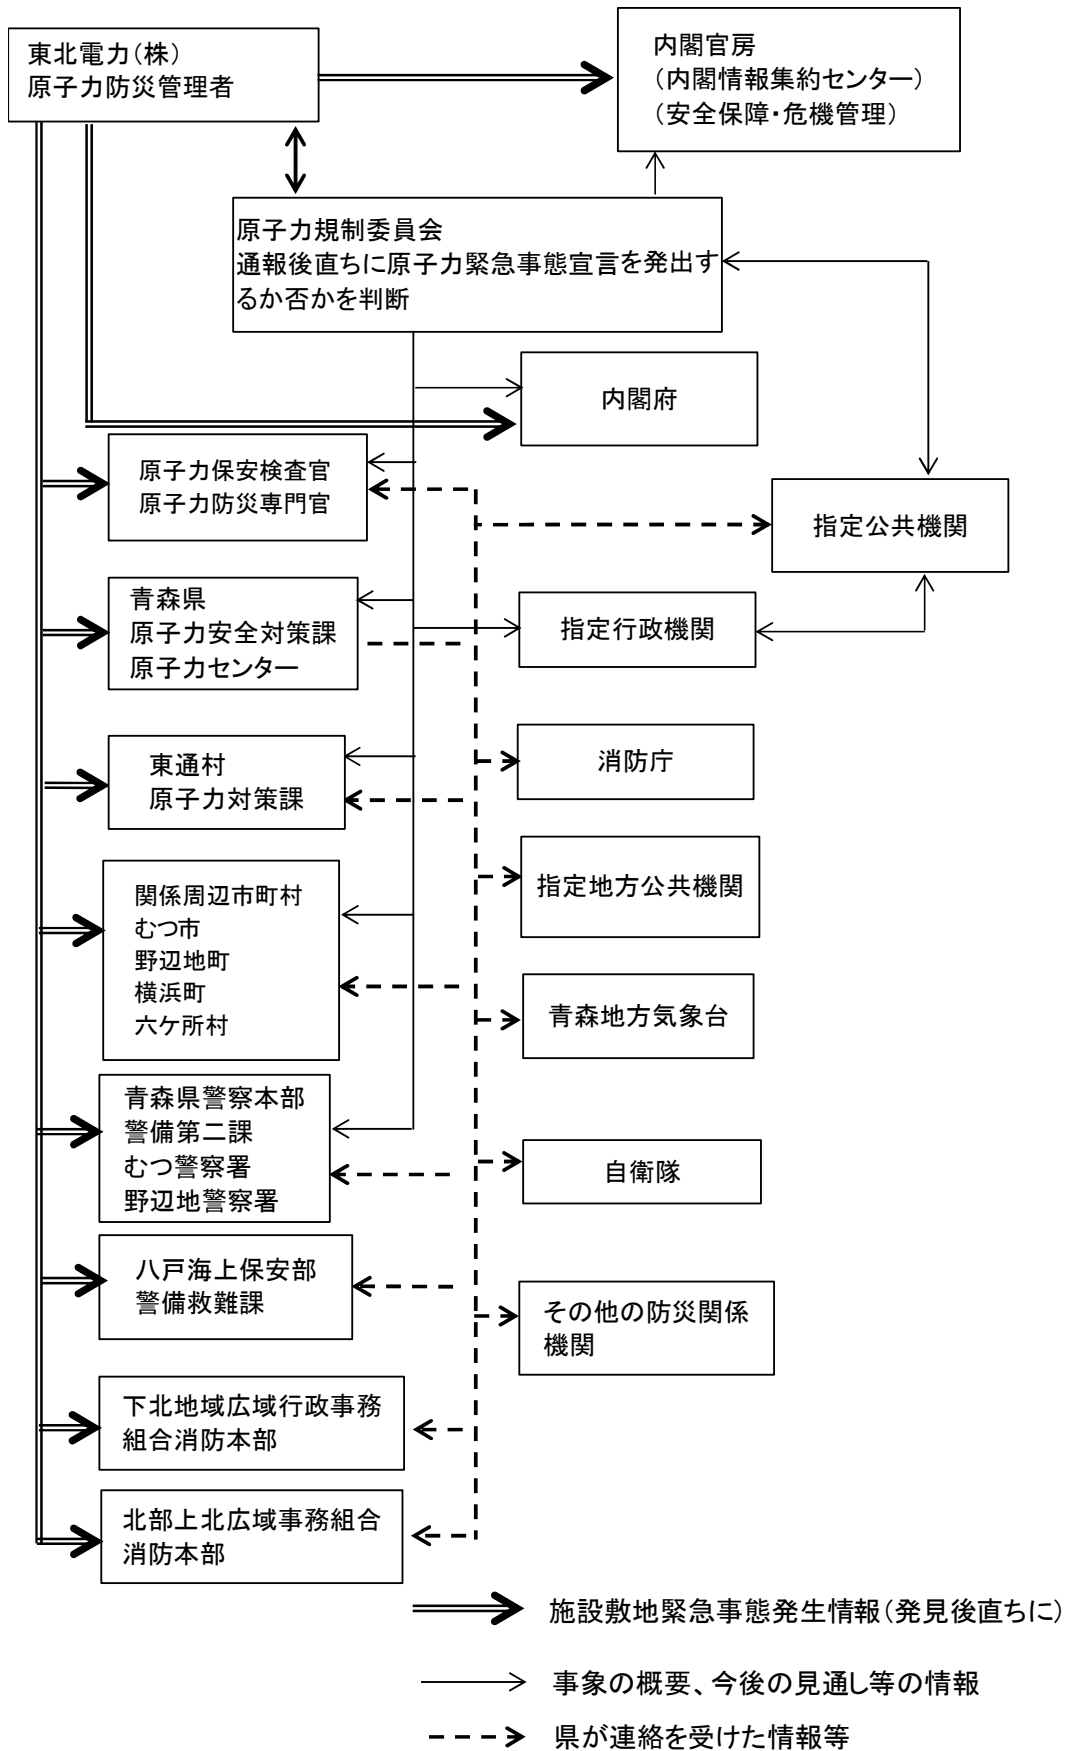 東北電力(株)
原子力防災管理者
内閣官房
(内閣情報集約センター)
(安全保障・危機管理)
原子力規制委員会
通報後直ちに原子力緊急事態宣言を発出す
るか否かを判断
内閣府
原子力保安検査官
原子力防災専門官
指定公共機関
青森県
原子力安全対策課
原子力センター
指定行政機関
東通村
原子力対策課
消防庁
関係周辺市町村
むつ市
野辺地町
横浜町
六ケ所村
指定地方公共機関
青森地方気象台
青森県警察本部
警備第二課
むつ警察署
野辺地警察署
自衛隊
八戸海上保安部
警備救難課
その他の防災関係
機関
下北地域広域行政事務
組合消防本部
北部上北広域事務組合
消防本部
施設敷地緊急事態発生情報(発見後直ちに)
事象の概要、今後の見通し等の情報
県が連絡を受けた情報等